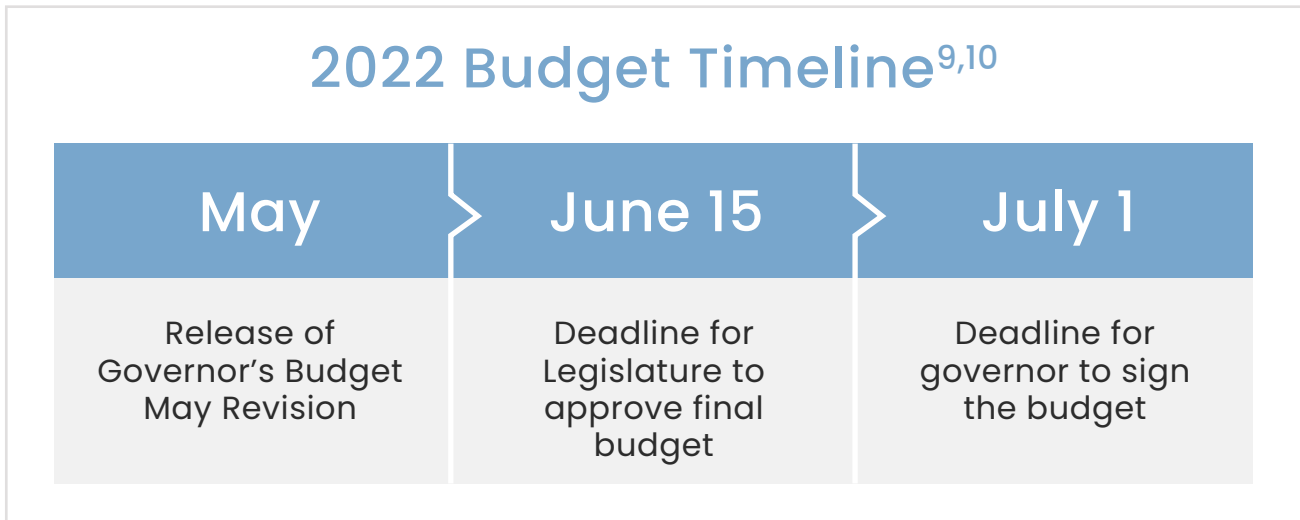 2022 Budget Timeline9,10
May
June 15
July 1
Release of
Governor’s Budget
May Revision
Deadline for
Legislature to
approve final
budget
Deadline for
governor to sign
the budget